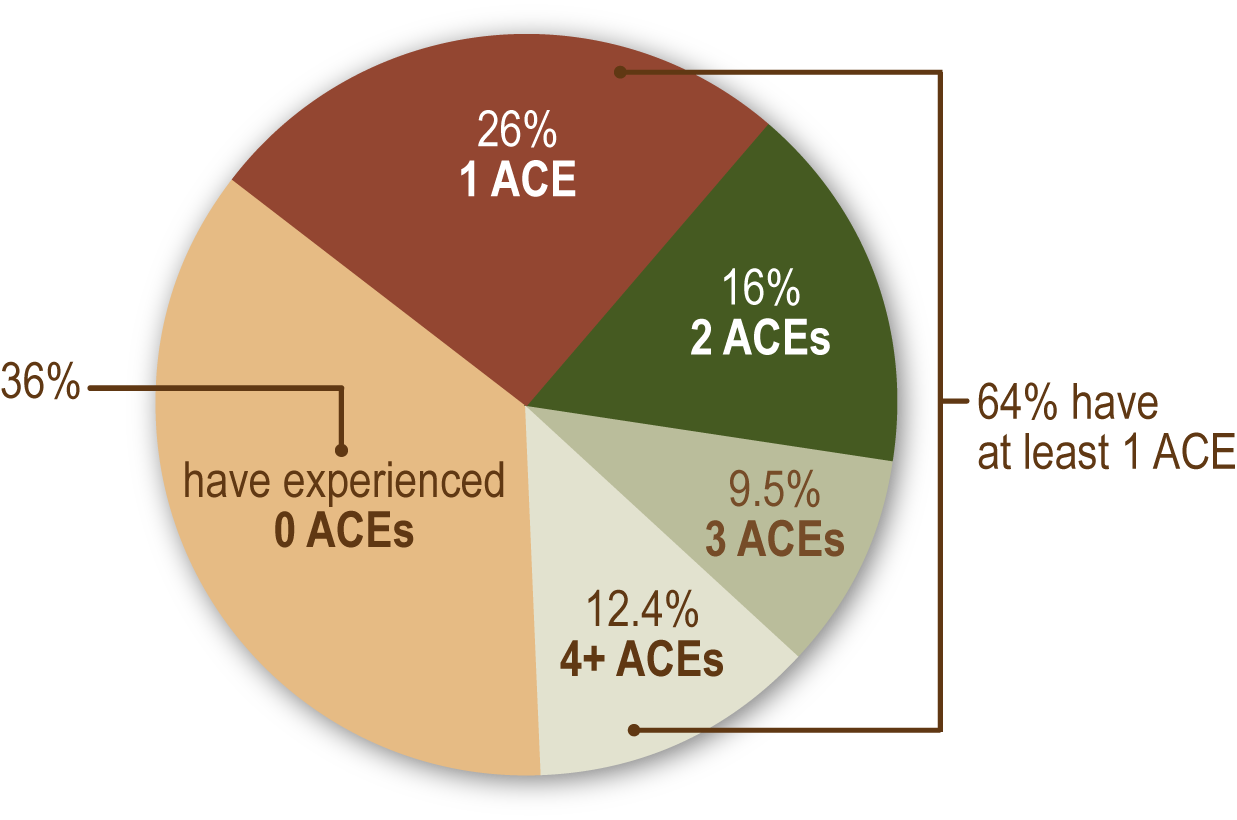 26%
1 ACE
16%
2 ACEs
36%
64% have
at least 1 ACE
have experienced
0 ACEs
9.5%
3 ACEs
12.4%
4+ ACEs